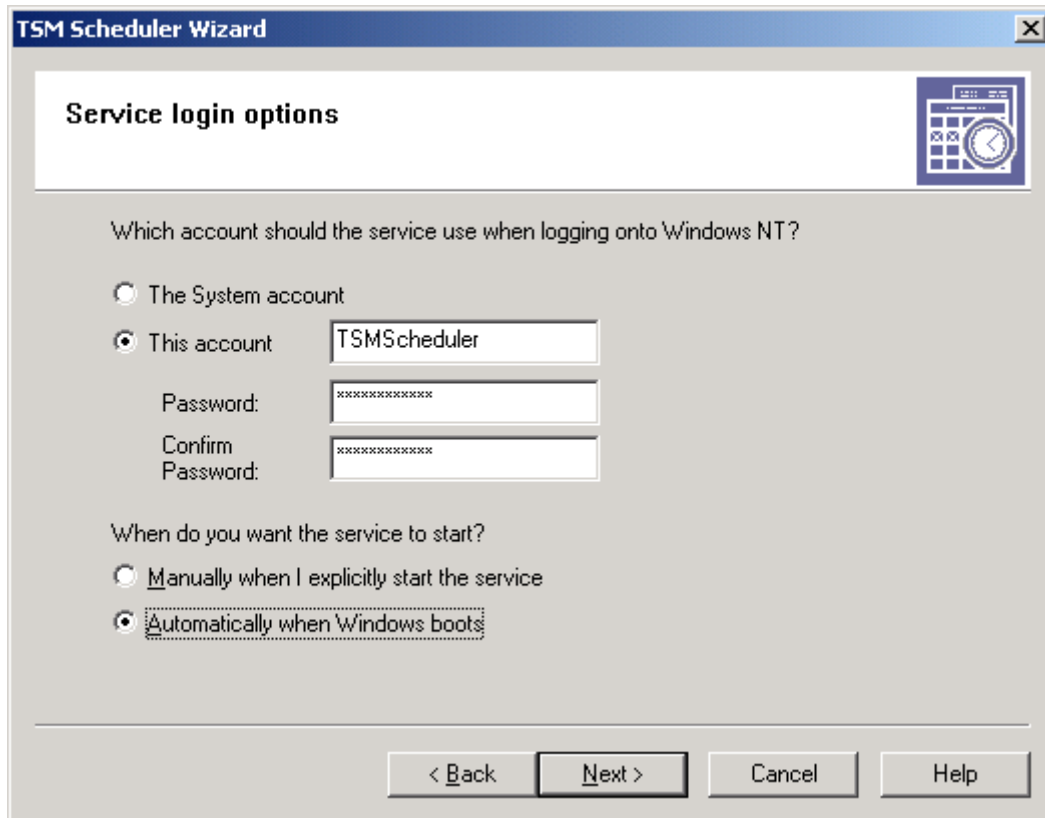 TSM Scheduler Wizard
Service login options
Which account should the service use when logging onto Windows NT?
The System account
This account
TSMScheduler
Password:
************
Confirm
Password:
************
When do you want the service to start?
Manually when I explicitly start the service
Automatically when Windows boots
< Back
Next >
Cancel
Help